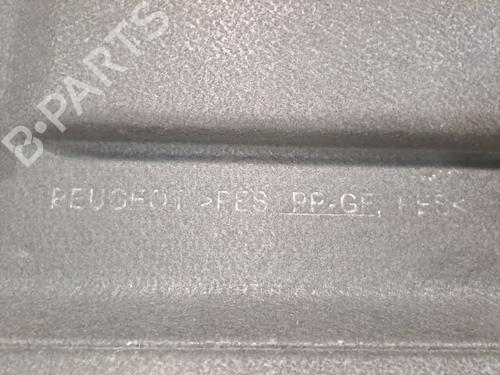 B-PARTS
PEUGEOT >PES, PP-GF, PES<